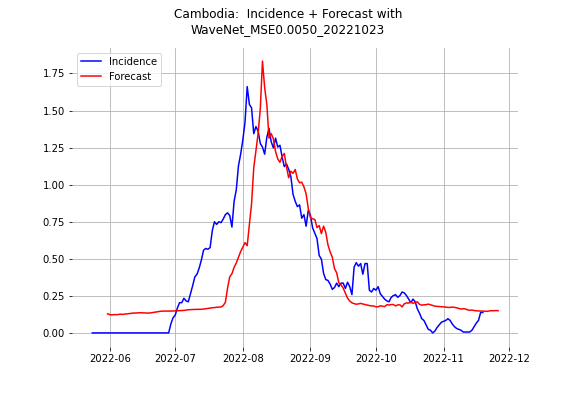 Cambodia:  Incidence + Forecast with
WaveNet_MSE0.0050_20221023
Incidence
Forecast
1.75
1.50
1.25
1.00
0.75
0.50
0.25
0.00
2022-06 2022-07 2022-08 2022-09 2022-10 2022-11 2022-12